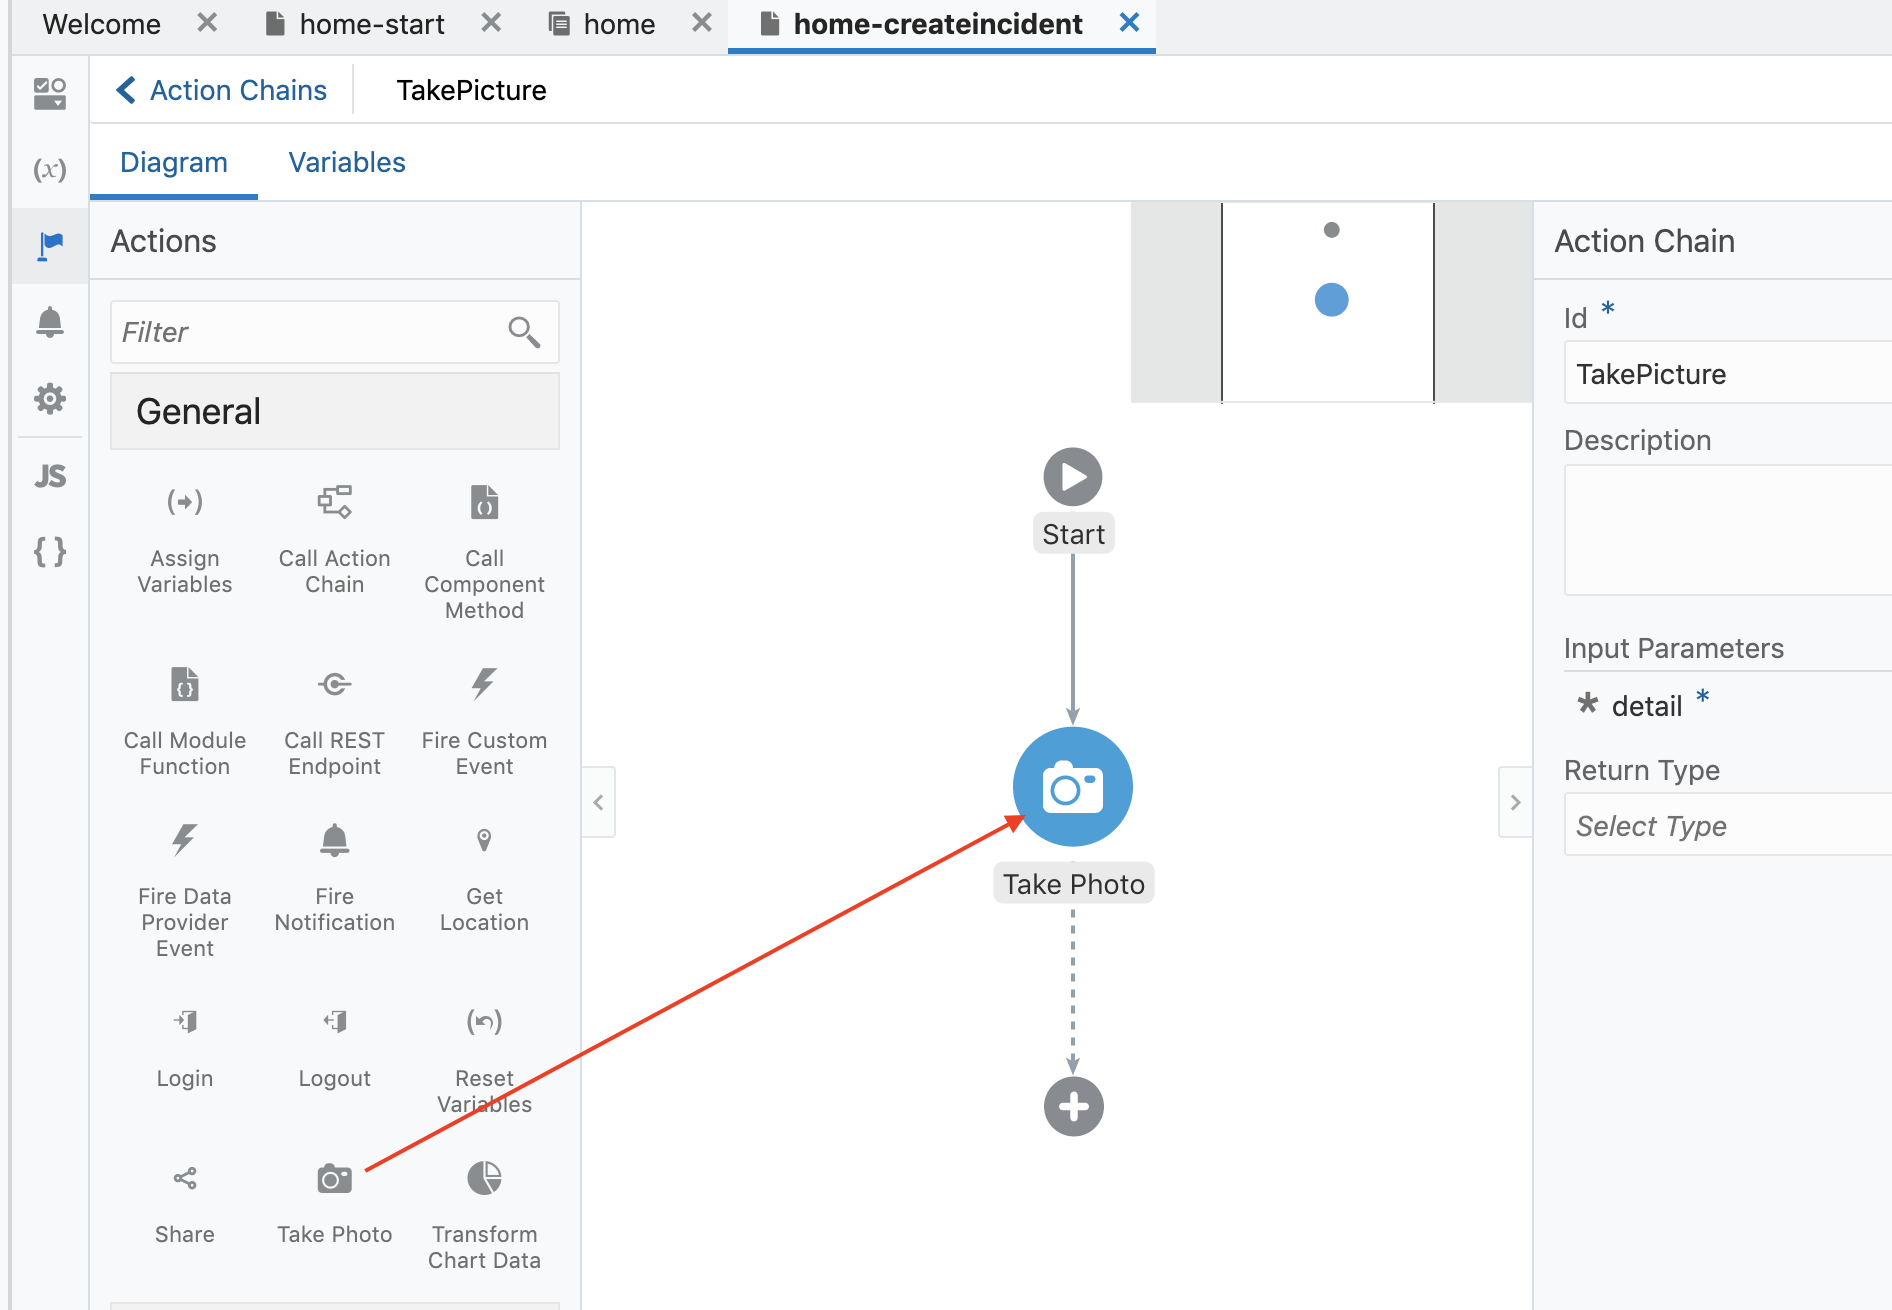 Welcome
home-start
home
home-createincident
Action Chains
TakePicture
(x)
Diagram
Variables
Actions
Filter
General
Assign
Variables
Call Action
Chain
Call
Component
Method
Call Module
Function
Call REST
Endpoint
Fire Custom
Event
Fire Data
Provider
Event
Fire
Notification
Get
Location
Login
Logout
Reset
Variables
Share
Take Photo
Transform
Chart Data
JS
{ }
Start
Take Photo
Action Chain
Id *
TakePicture
Description
Input Parameters
* detail *
Return Type
Select Type